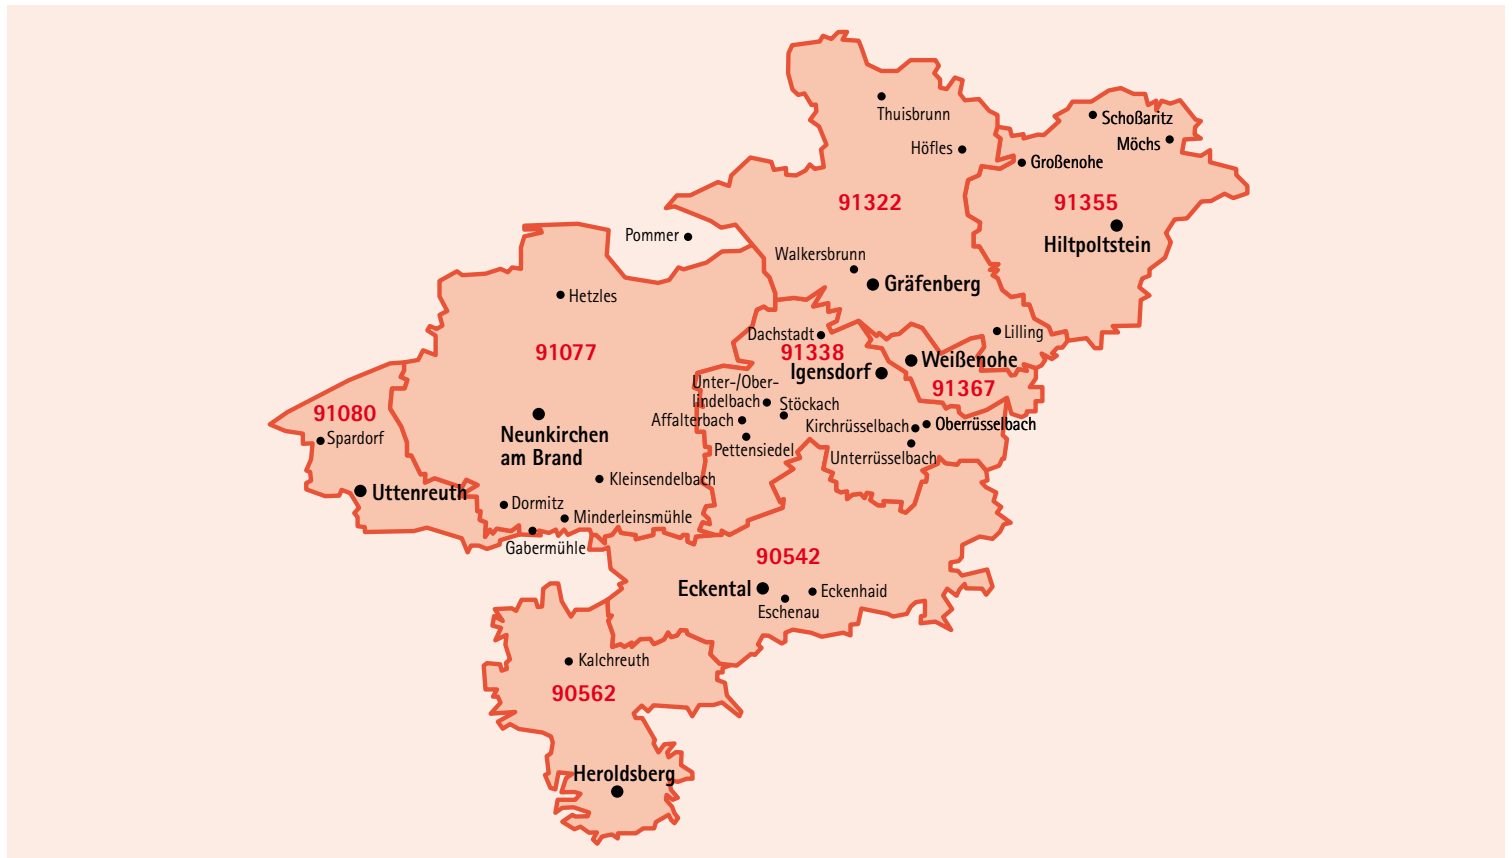 Thuisbrunn
Schoßaritz
Möchs
Höfles
Großenohe
91322
91355
Pommer
Hiltpoltstein
Walkersbrunn
Gräfenberg
Hetzles
Dachstadt
Lilling
91077
91338
Weißenohe
Igensdorf
91367
Unter-/Ober-
lindelbach
Stöckach
91080
Affalterbach
Kirchrüsselbach
Oberrüsselbach
Spardorf
Neunkirchen
am Brand
Pettensiedel
Unterrüsselbach
Kleinsendelbach
Uttenreuth
Dormitz
Minderleinsmühle
Gabermühle
90542
Eckental
Eckenhaid
Eschenau
Kalchreuth
90562
Heroldsberg